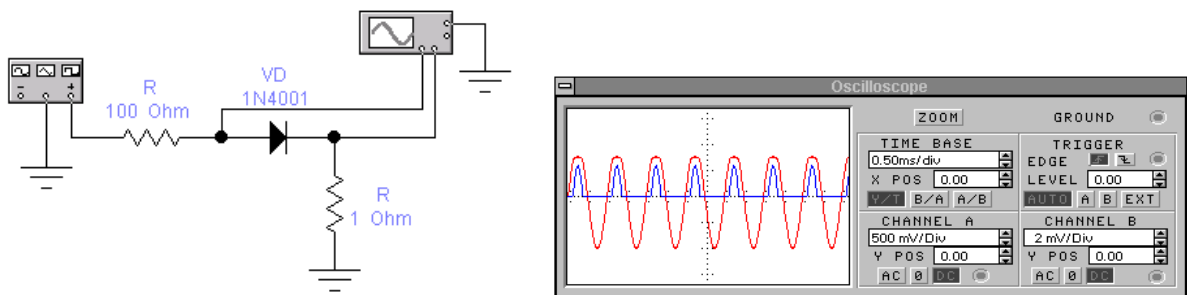 VD
R
1N4001
100 Ohm
R
1 Ohm
Oscilloscope
ZOOM
GROUND
TIME BASE
0.50ms/div
X POS 0.00
Y/T B/A A/B
TRIGGER
EDGE
LEVEL 0.00
AUTO A B EXT
CHANNEL A
500 mV/Div
Y POS 0.00
AC 0 DC
CHANNEL B
2 mV/Div
Y POS 0.00
AC 0 DC